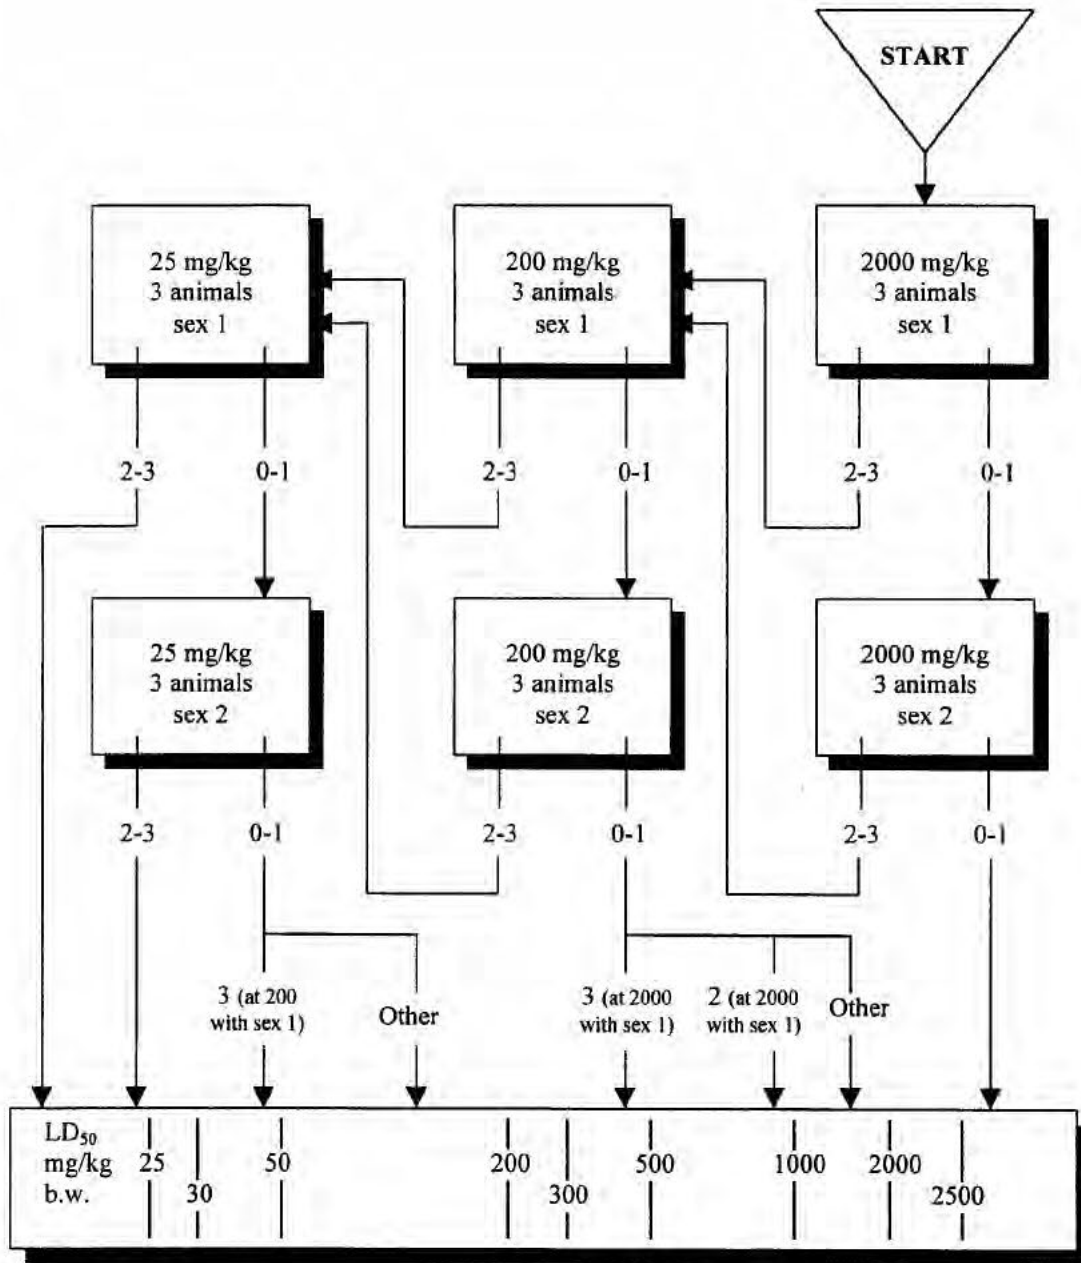 START
25 mg/kg
3 animals
sex 1
200 mg/kg
3 animals
sex 1
2000 mg/kg
3 animals
sex 1
2-3
0-1
2-3
0-1
2-3
0-1
25 mg/kg
3 animals
sex 2
200 mg/kg
3 animals
sex 2
2000 mg/kg
3 animals
sex 2
2-3
0-1
2-3
0-1
2-3
0-1
3 (at 200
with sex 1)
Other
3 (at 2000
with sex 1)
2 (at 2000
with sex 1)
Other
LD₅₀
mg/kg 25 50 200 500 1000 2000
b.w. 30 300 2500